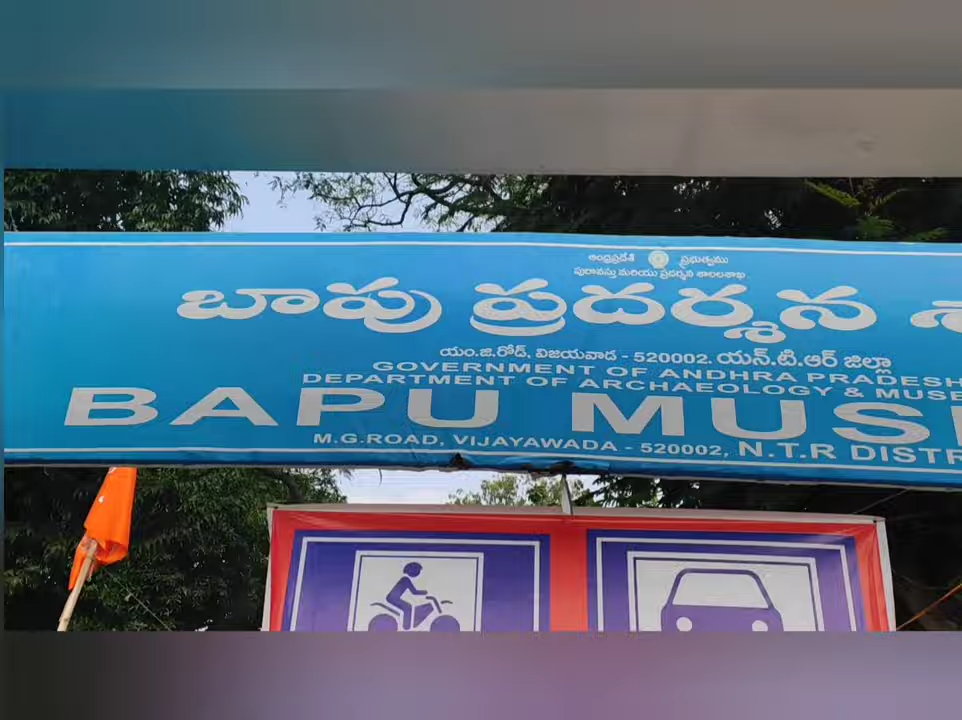 ఆంధ్రప్రదేశ్ ప్రభుత్వము
పురావస్తు మరియు ప్రదర్శన శాలలశాఖ
బాపు ప్రదర్శన
యం.జి.రోడ్, విజయవాడ - 520002. యన్.టి.ఆర్ జిల్లా
GOVERNMENT OF ANDHRA PRADESH
DEPARTMENT OF ARCHAEOLOGY & MUSE
BAPU MUSE
M.G.ROAD, VIJAYAWADA - 520002, N.T.R DISTR